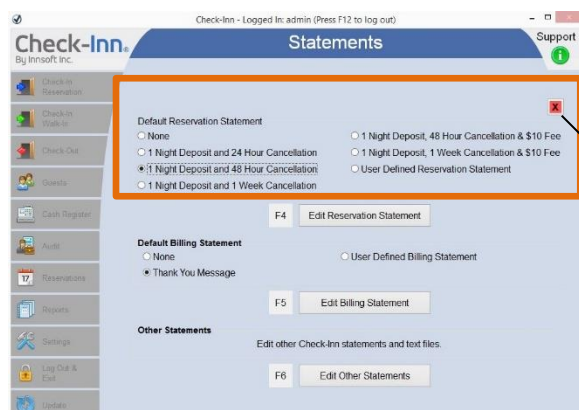 Check-Inn - Logged In: admin (Press F12 to log out)
Check-Inn®
By Innsoft Inc.
Statements
Support
Check-In Reservation
Check-In Walk-In
Check Out
Guests
Cash Register
Audit
17
Reservations
Reports
Settings
Log Out & Exit
Update
X
Default Reservation Statement
None
1 Night Deposit, 48 Hour Cancellation & $10 Fee
1 Night Deposit and 24 Hour Cancellation
1 Night Deposit, 1 Week Cancellation & $10 Fee
1 Night Deposit and 48 Hour Cancellation
User Defined Reservation Statement
1 Night Deposit and 1 Week Cancellation
F4 Edit Reservation Statement
Default Billing Statement
None
User Defined Billing Statement
Thank You Message
F5 Edit Billing Statement
Other Statements
Edit other Check-Inn statements and text files.
F6 Edit Other Statements